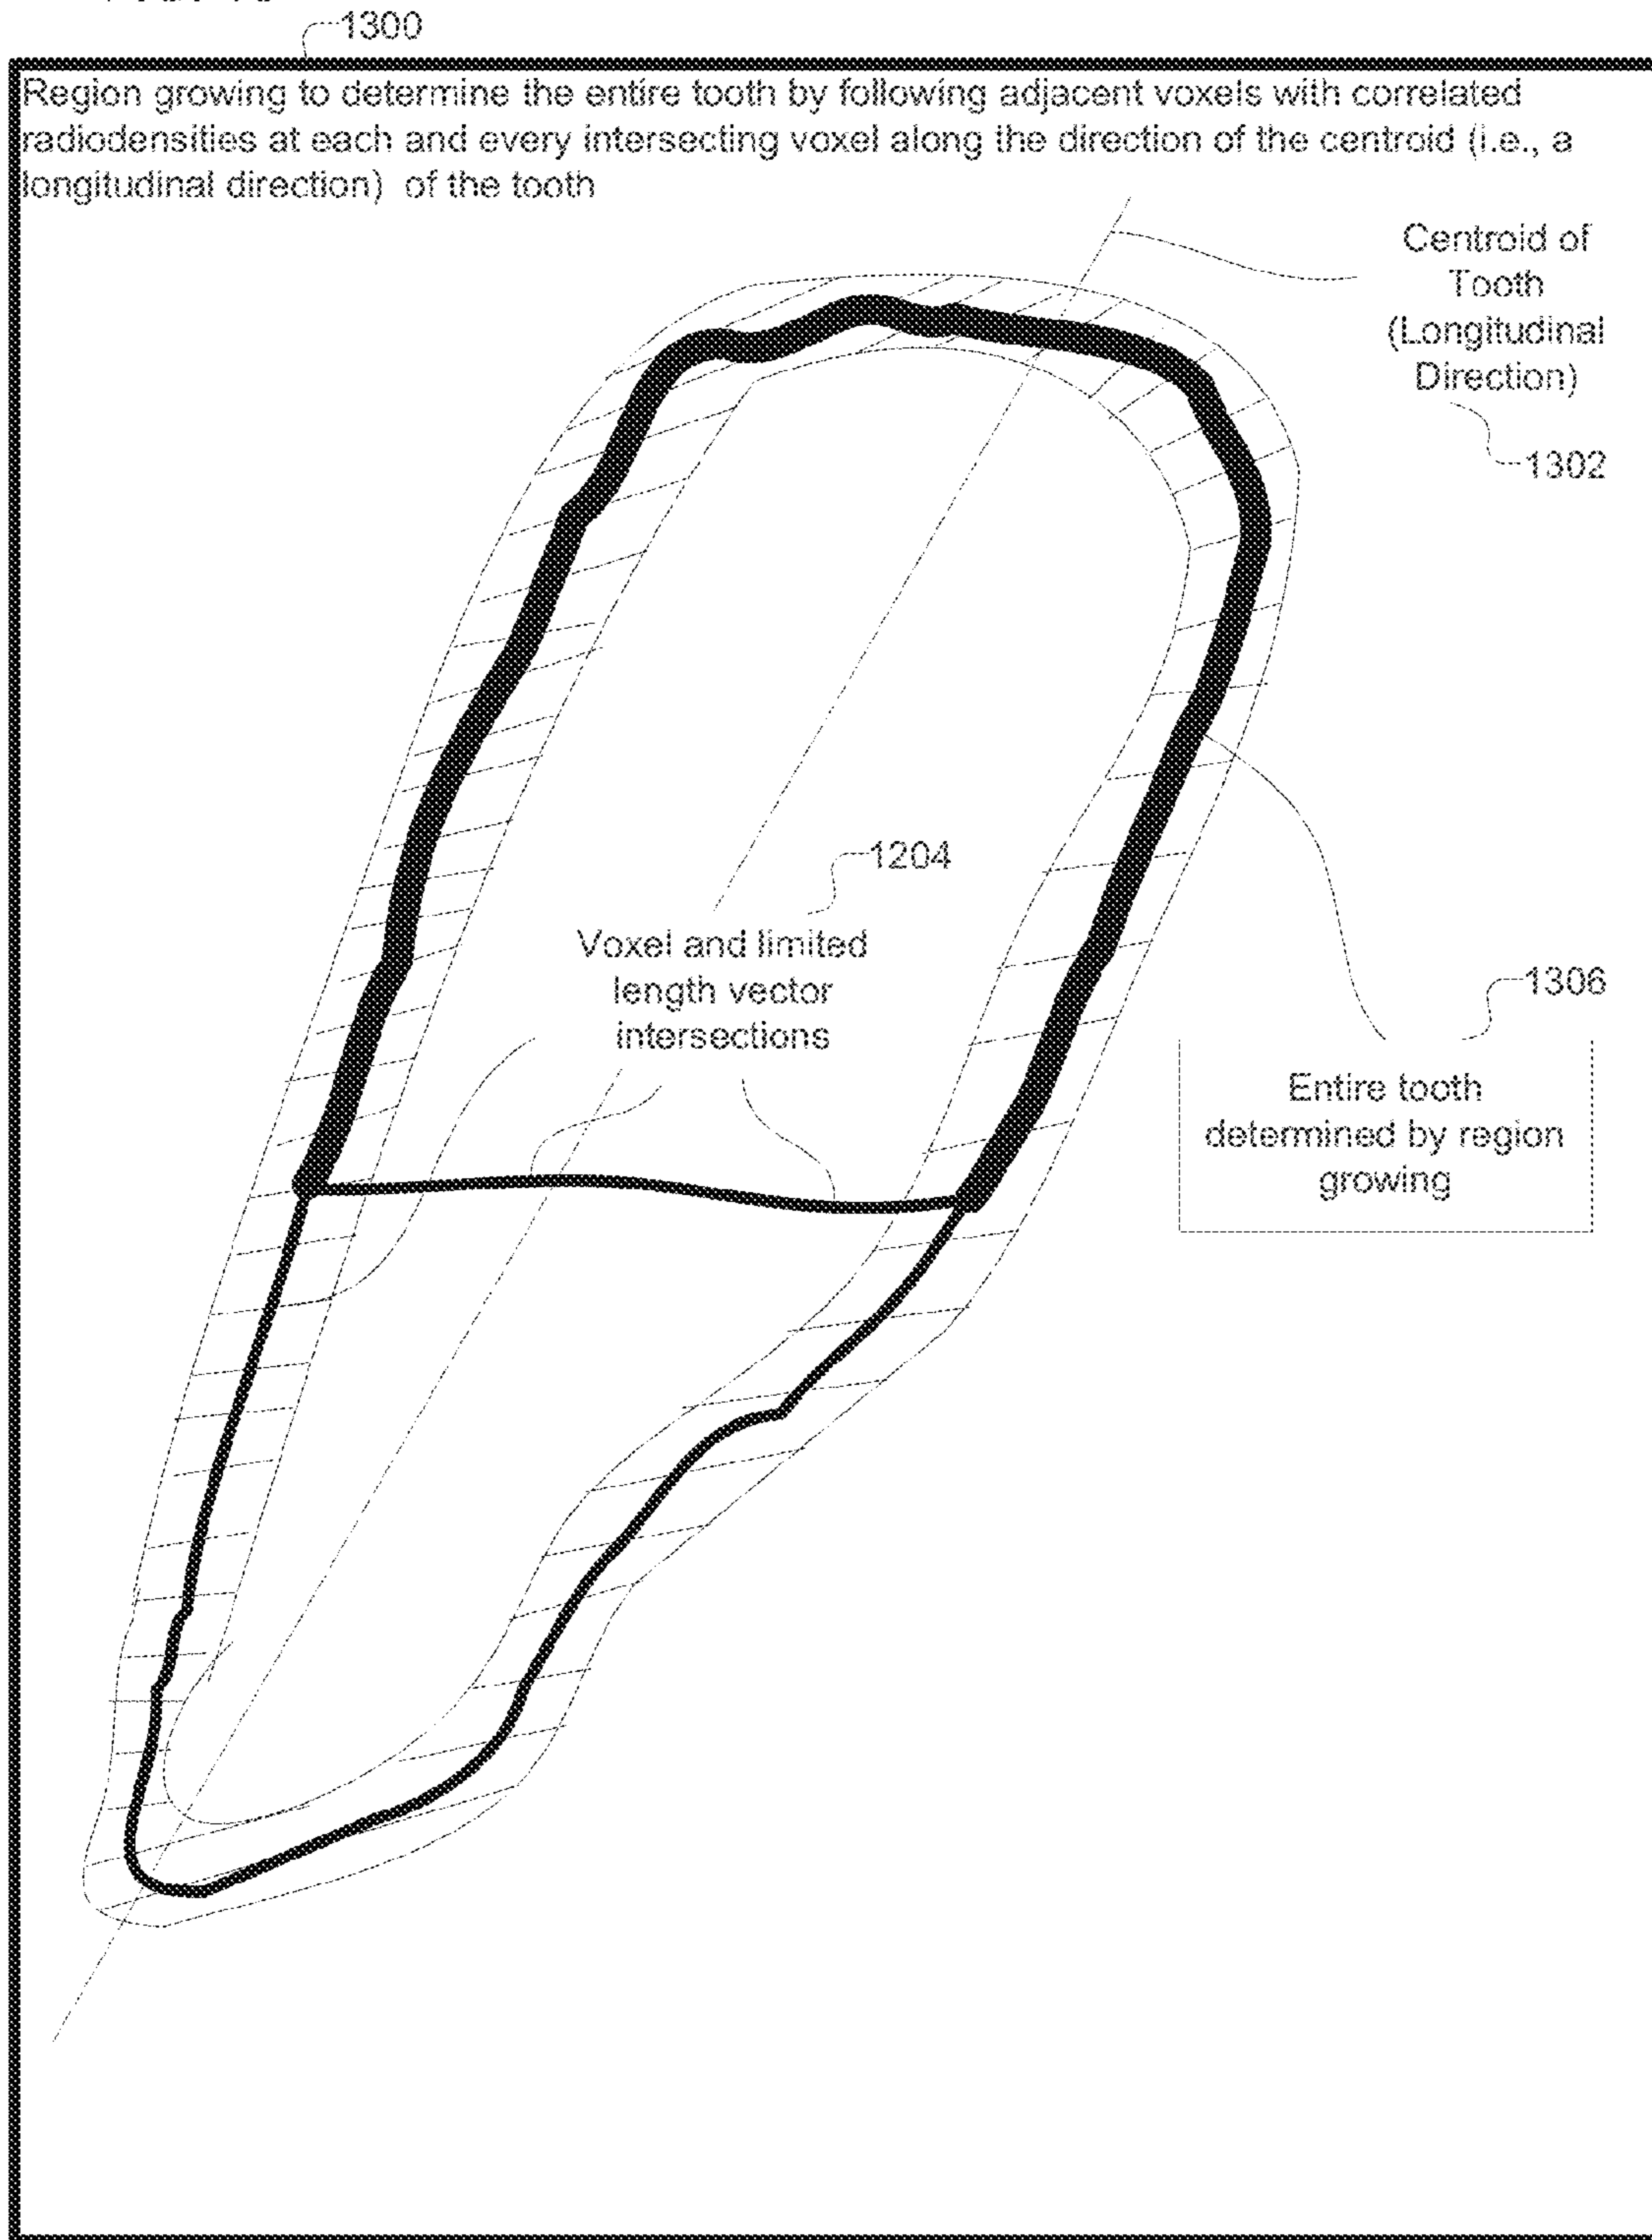 1300
Region growing to determine the entire tooth by following adjacent voxels with correlated
radiodensities at each and every intersecting voxel along the direction of the centroid (i.e., a
longitudinal direction) of the tooth
Centroid of
Tooth
(Longitudinal
Direction)
1302
1204
Voxel and limited
length vector
intersections
1306
Entire tooth
determined by region
growing